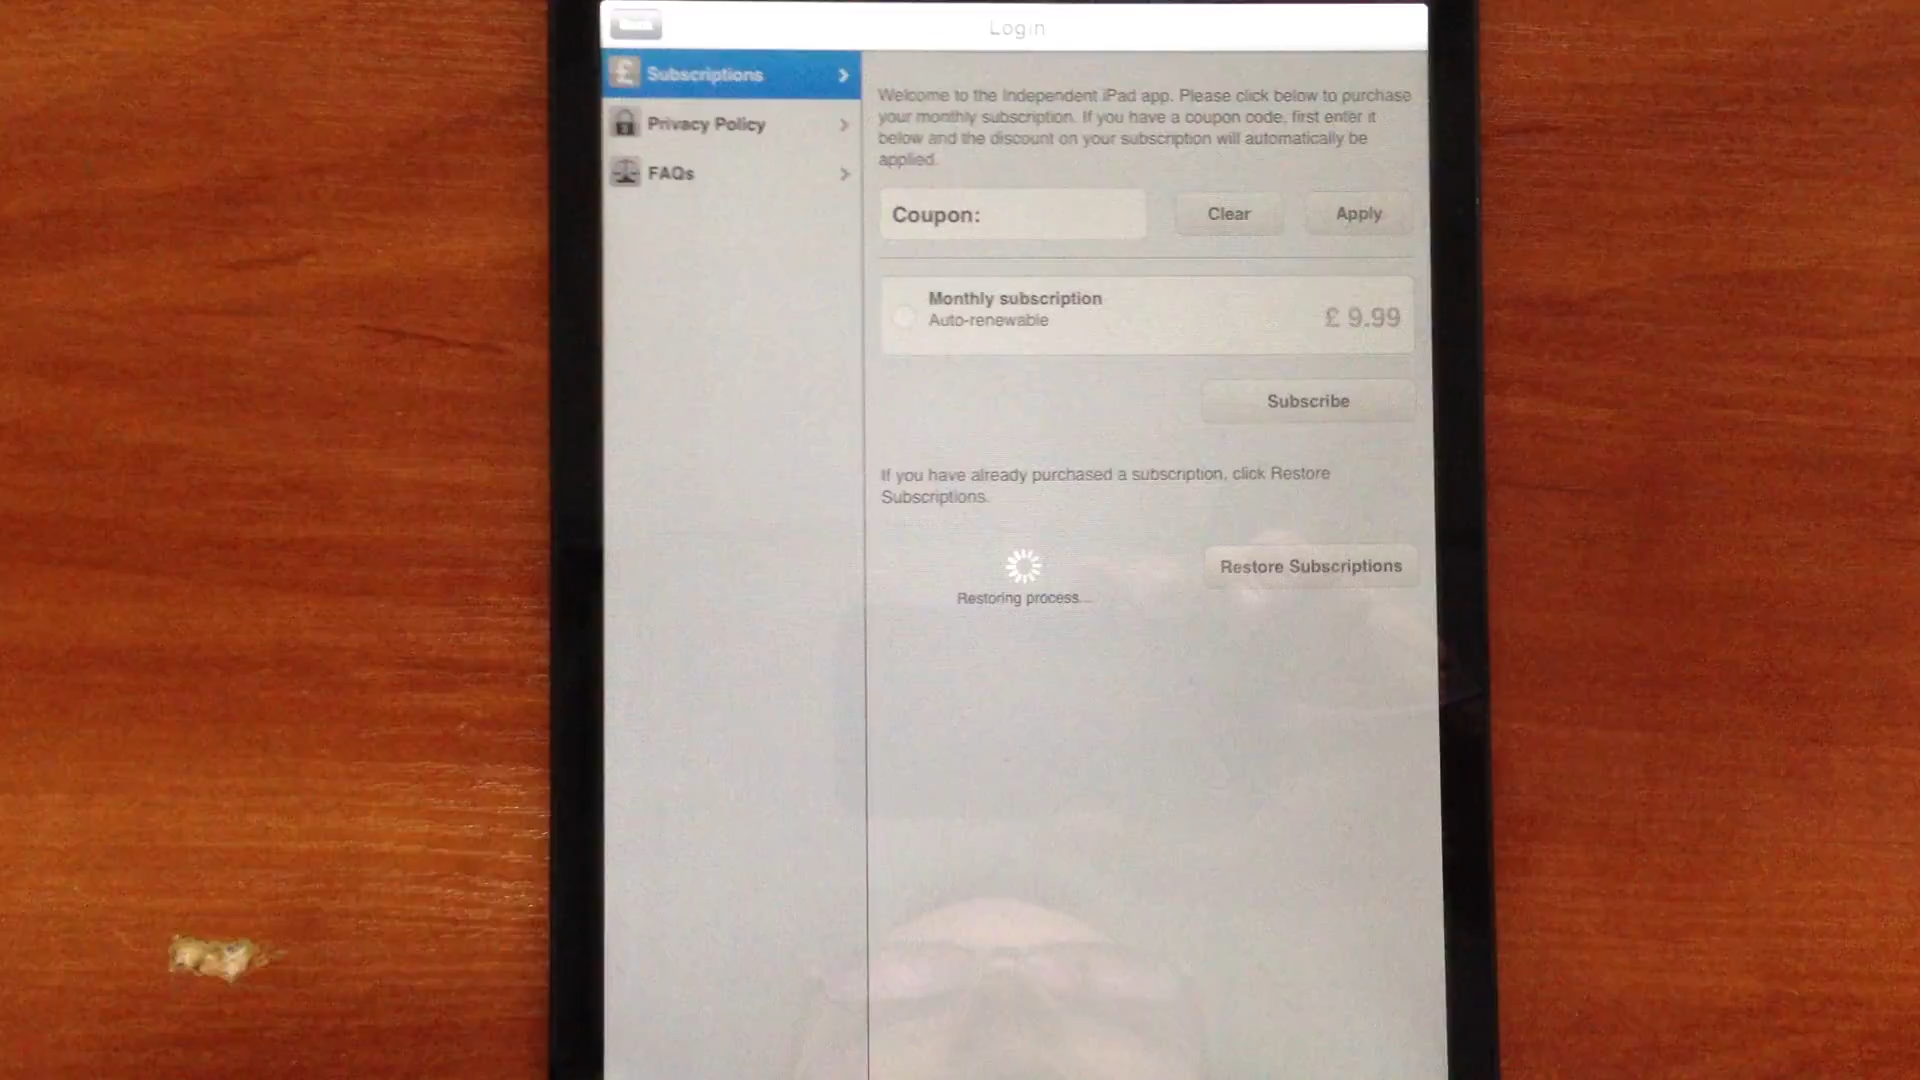 Login
£ Subscriptions
Privacy Policy
FAQs
Welcome to the Independent iPad app. Please click below to purchase
your monthly subscription. If you have a coupon code, first enter it
below and the discount on your subscription will automatically be
applied.
Coupon:
Clear
Apply
Monthly subscription
Auto-renewable
£ 9.99
Subscribe
If you have already purchased a subscription, click Restore
Subscriptions.
Restore Subscriptions
Restoring process...